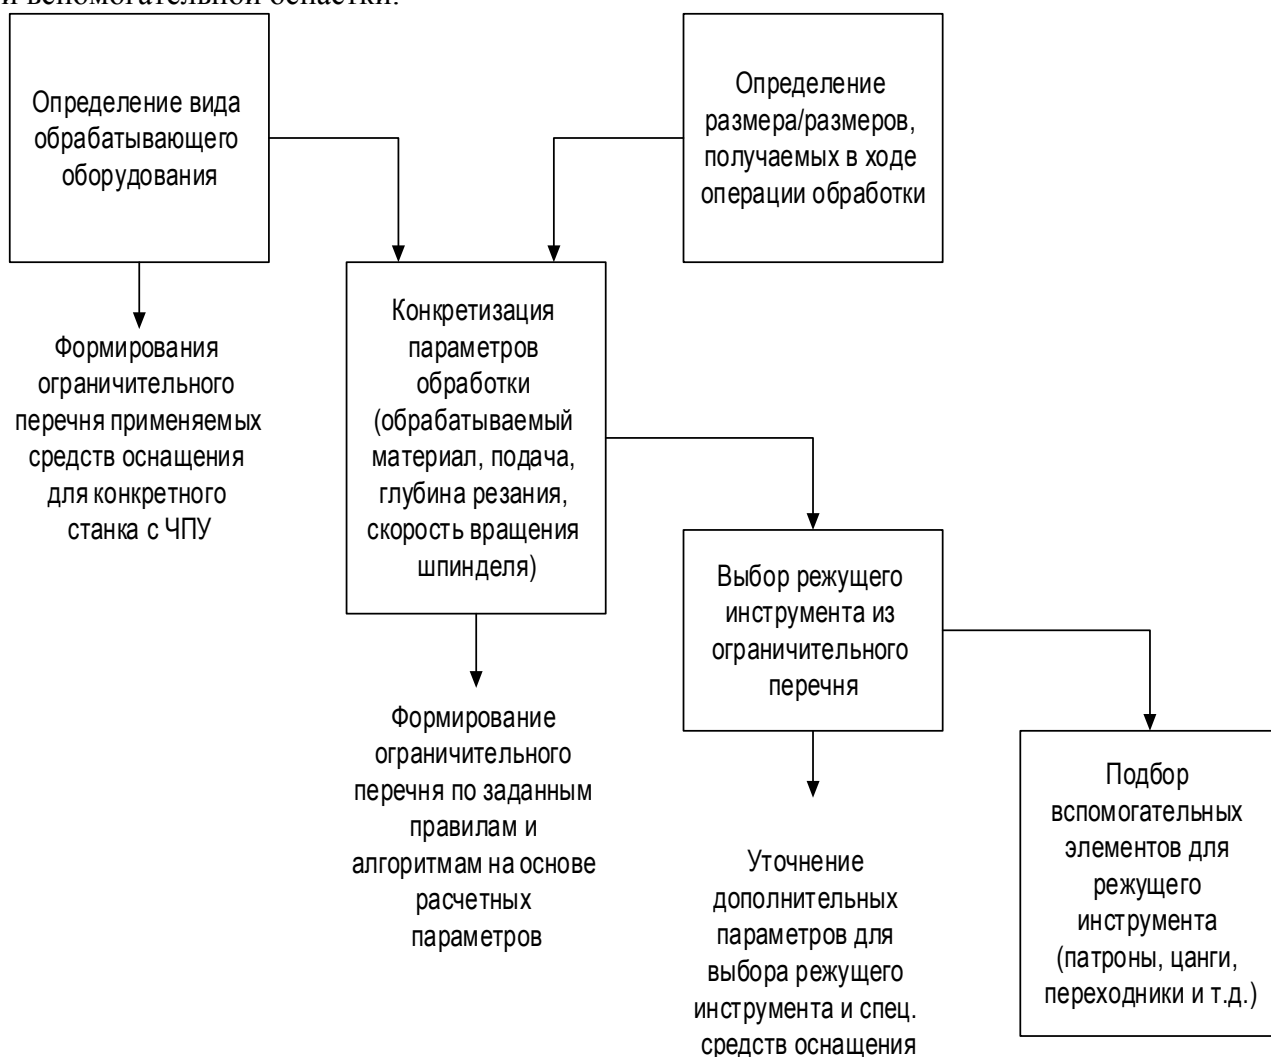 и вспомогательной оснастки.
Определение вида
обрабатывающего
оборудования
Определение
размера/размеров,
получаемых в ходе
операции обработки
Формирования
ограничительного
перечня применяемых
средств оснащения
для конкретного
станка с ЧПУ
Конкретизация
параметров
обработки
(обрабатываемый
материал, подача,
глубина резания,
скорость вращения
шпинделя)
Выбор режущего
инструмента из
ограничительного
перечня
Формирование
ограничительного
перечня по заданным
правилам и
алгоритмам на основе
расчетных
параметров
Подбор
вспомогательных
элементов для
режущего
инструмента
(патроны, цанги,
переходники и т.д.)
Уточнение
дополнительных
параметров для
выбора режущего
инструмента и спец.
средств оснащения